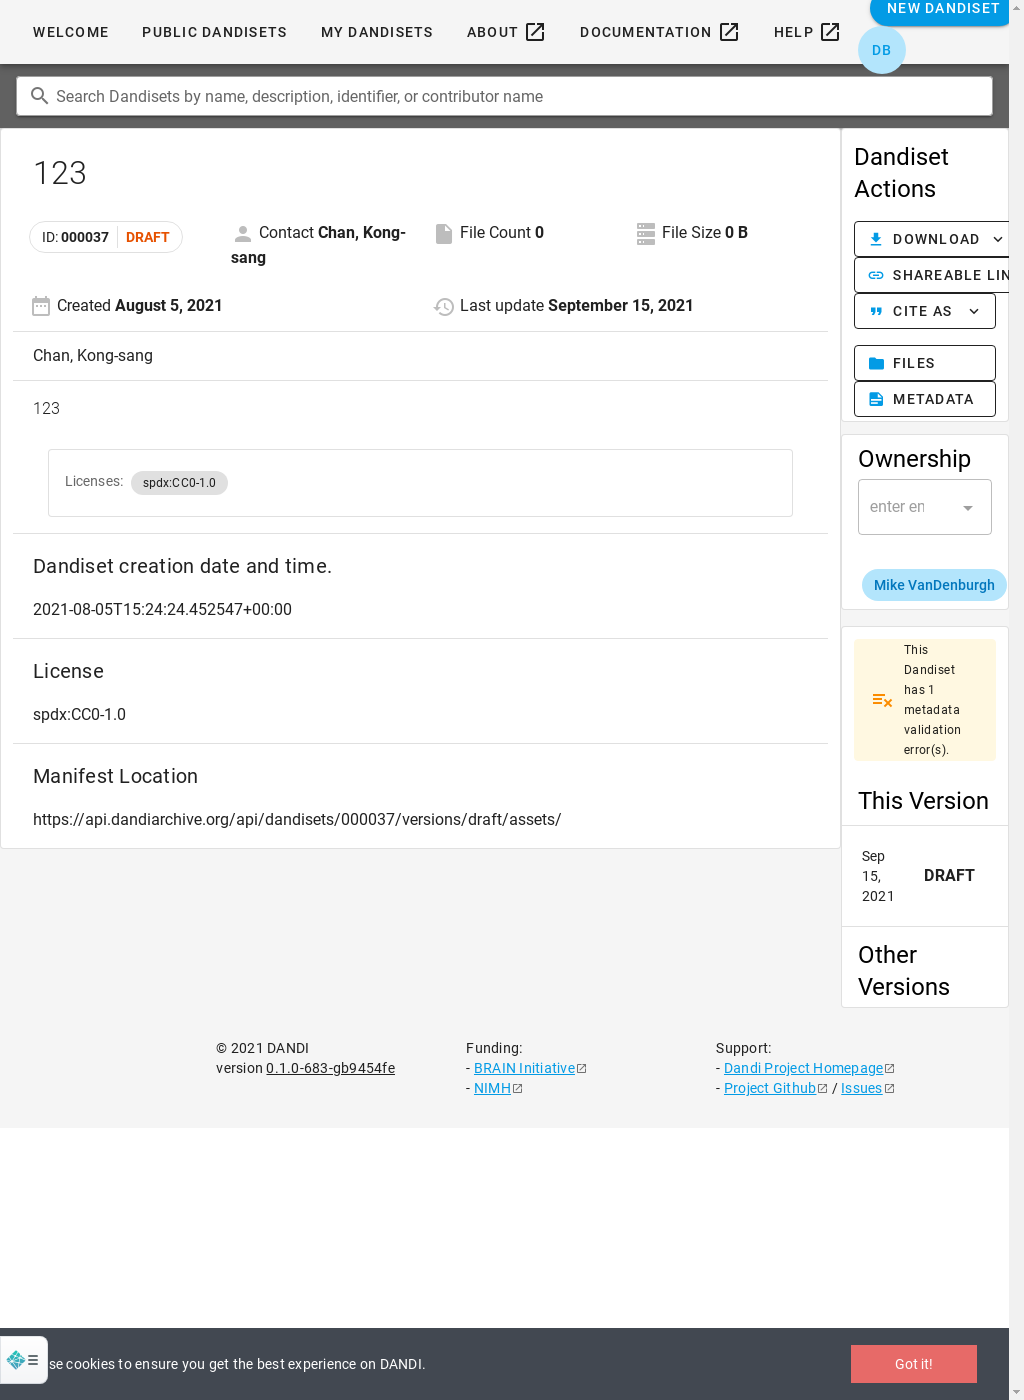 WELCOME PUBLIC DANDISETS MY DANDISETS ABOUT DOCUMENTATION HELP NEW DANDISET
DB
Search Dandisets by name, description, identifier, or contributor name
123
ID: 000037 DRAFT
Contact Chan, Kong-
sang
File Count 0
File Size 0 B
Created August 5, 2021
Last update September 15, 2021
Chan, Kong-sang
123
Licenses: spdx:CC0-1.0
Dandiset creation date and time.
2021-08-05T15:24:24.452547+00:00
License
spdx:CC0-1.0
Manifest Location
https://api.dandiarchive.org/api/dandisets/000037/versions/draft/assets/
Dandiset
Actions
DOWNLOAD
SHAREABLE LIN
CITE AS
FILES
METADATA
Ownership
enter en
Mike VanDenburgh
This
Dandiset
has 1
metadata
validation
error(s).
This Version
Sep
15,
2021
DRAFT
Other
Versions
© 2021 DANDI
version 0.1.0-683-gb9454fe
Funding:
- BRAIN Initiative
- NIMH
Support:
- Dandi Project Homepage
- Project Github / Issues
se cookies to ensure you get the best experience on DANDI.
Got it!